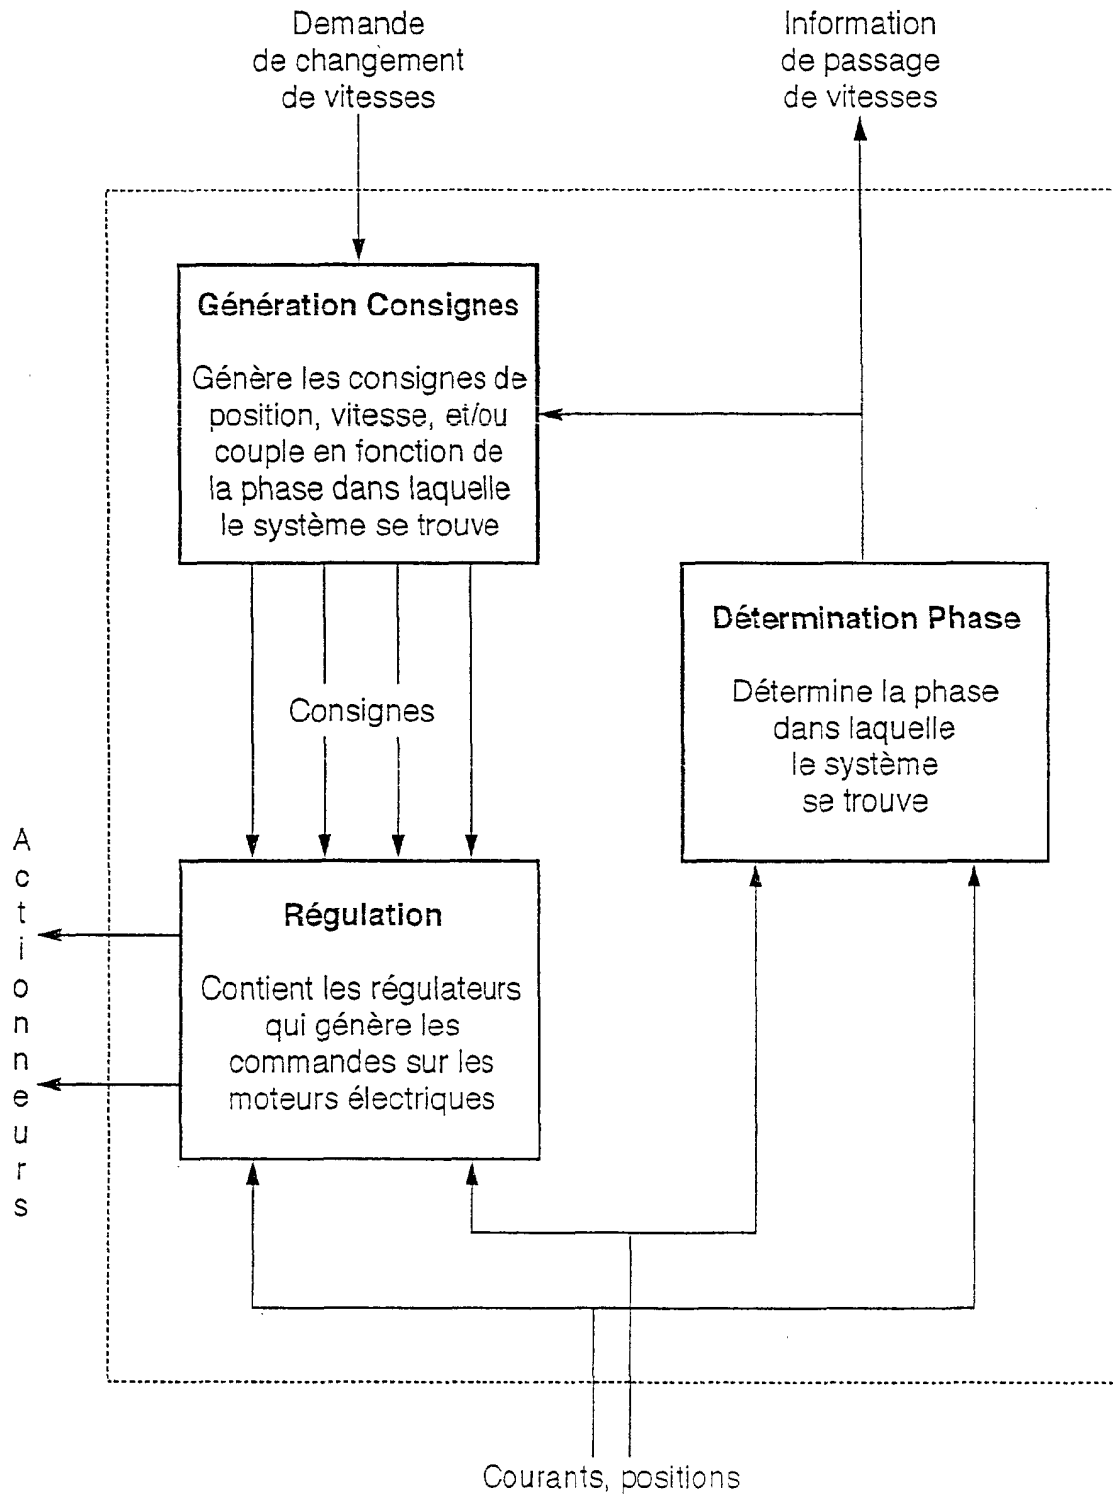 Demande
de changement
de vitesses
Information
de passage
de vitesses
Génération Consignes
Génère les consignes de
position, vitesse, et/ou
couple en fonction de
la phase dans laquelle
le système se trouve
Détermination Phase
Détermine la phase
dans laquelle
le système
se trouve
Consignes
Actionneurs
Régulation
Contient les régulateurs
qui génère les
commandes sur les
moteurs électriques
Courants, positions